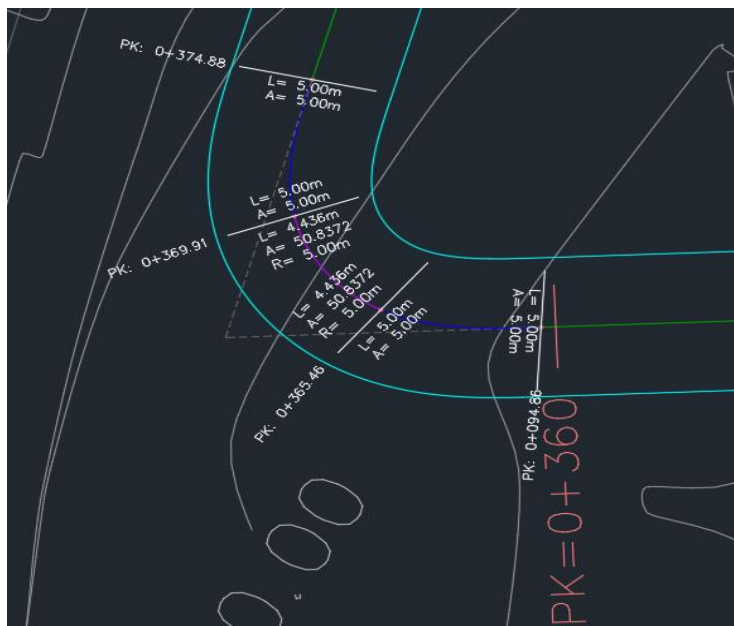 PK: 0+374.88
L= 5.00m
A= 5.00m
L= 5.00m
A= 5.00m
PK: 0+369.91
L= 4.436m
A= 50.8372
R= 5.00m
L= 4.436m
A= 50.8372
R= 5.00m
L= 5.00m
A= 5.00m
PK: 0+365.46
L= 5.00m
A= 5.00m
PK: 0+094.86
PK=0+360